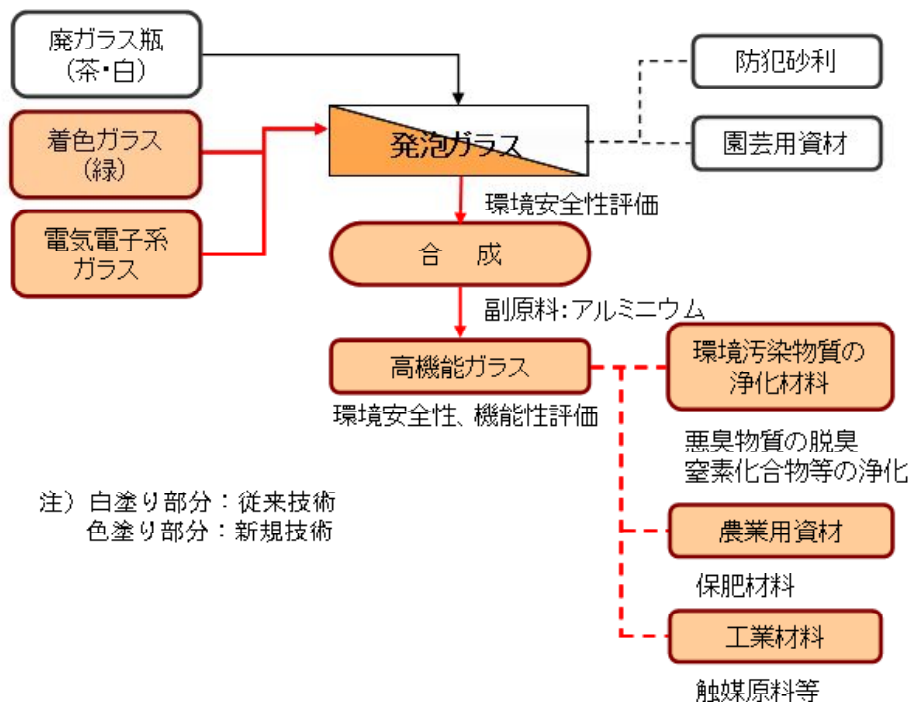 廃ガラス瓶
(茶・白)
着色ガラス
(緑)
電気電子系
ガラス
発泡ガラス
防犯砂利
園芸用資材
環境安全性評価
合 成
副原料:アルミニウム
高機能ガラス
環境安全性、機能性評価
環境汚染物質の
浄化材料
悪臭物質の脱臭
窒素化合物等の浄化
農業用資材
保肥材料
工業材料
触媒原料等
注）白塗り部分：従来技術
色塗り部分：新規技術